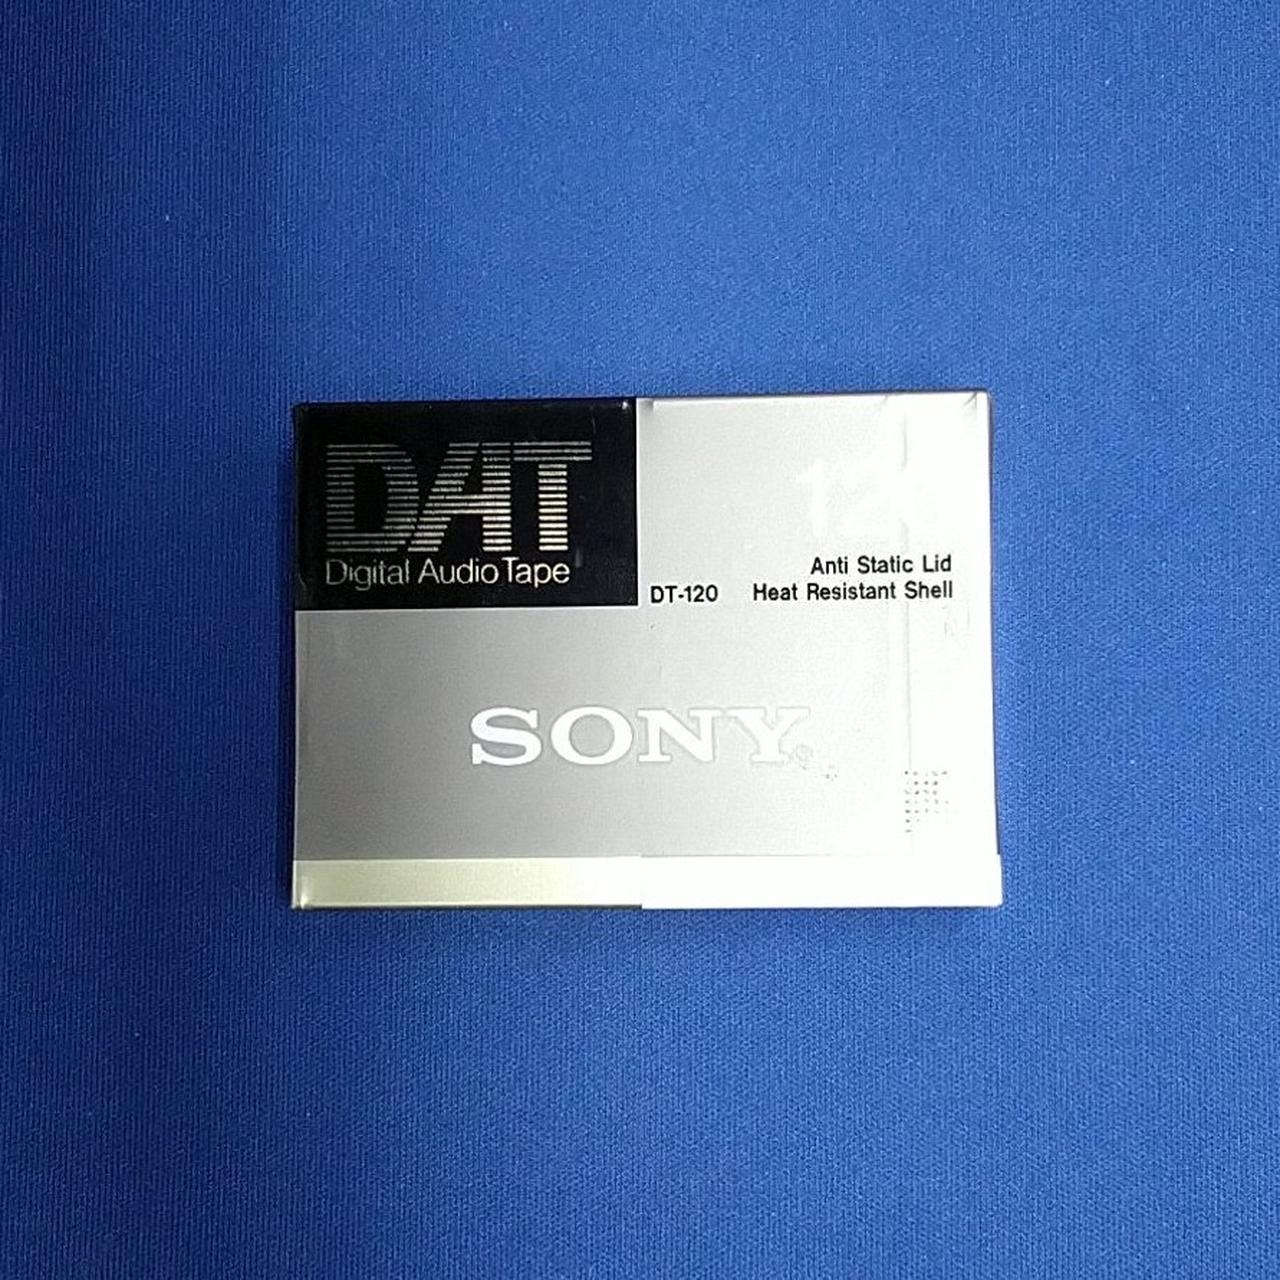 DAT
Digital Audio Tape
DT-120
Anti Static Lid
Heat Resistant Shell
SONY